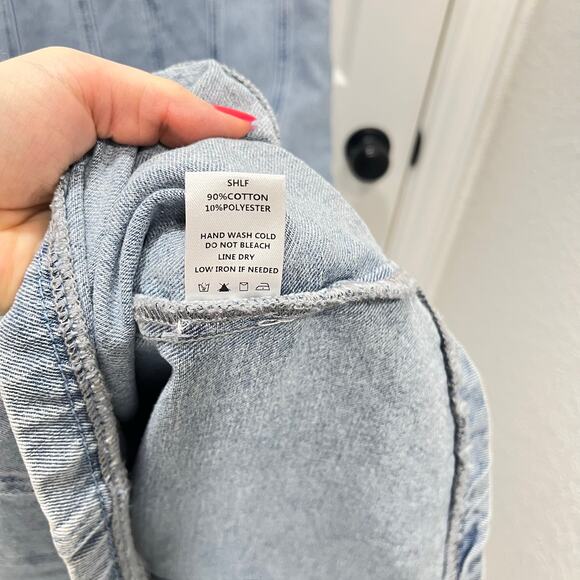 SHLF
90%COTTON
10%POLYESTER
HAND WASH COLD
DO NOT BLEACH
LINE DRY
LOW IRON IF NEEDED